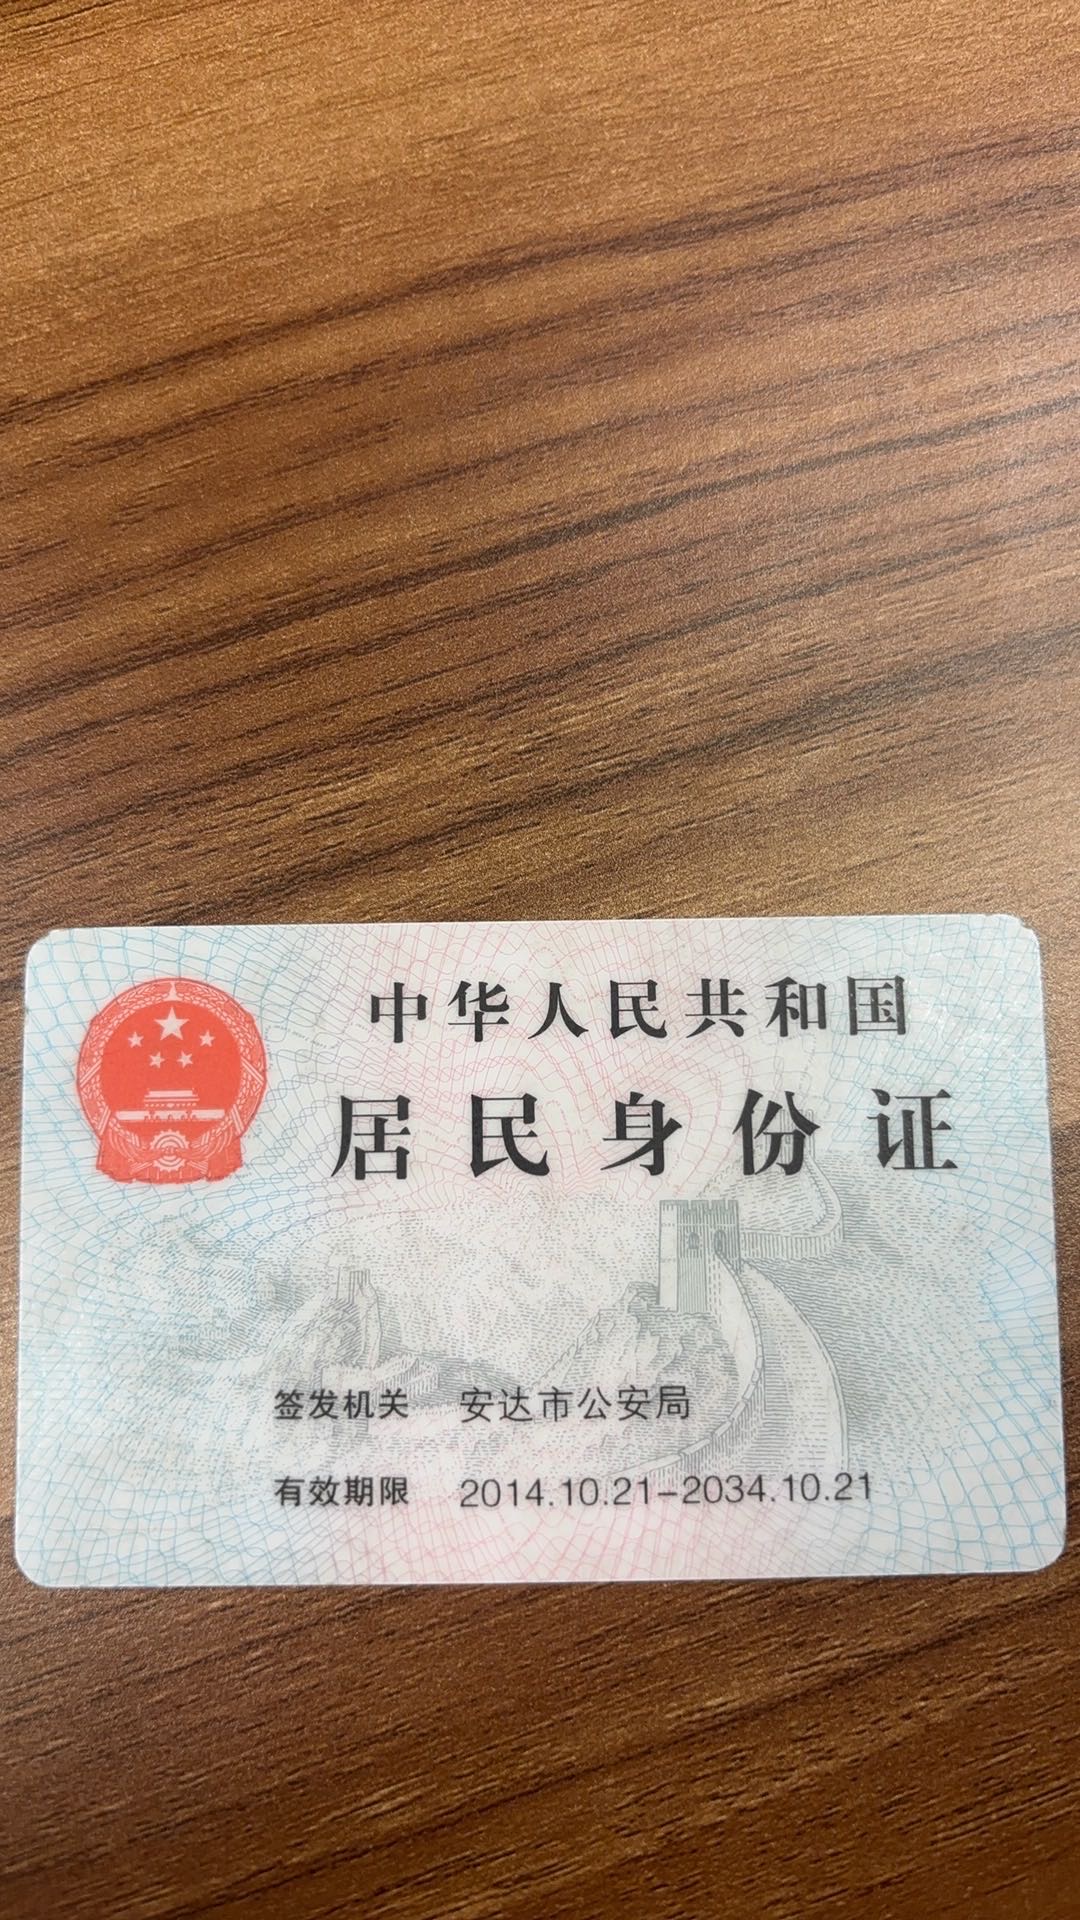 中华人民共和国
居民身份证
签发机关 安达市公安局
有效期限 2014.10.21-2034.10.21